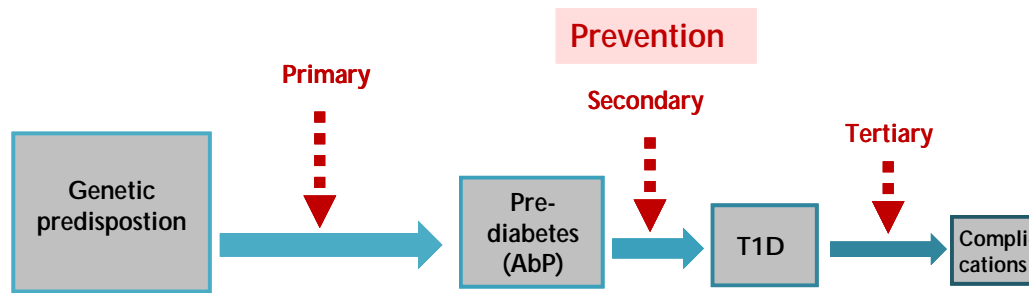 Prevention
Primary
Secondary
Tertiary
Genetic
predispostion
Pre-
diabetes
(AbP)
T1D
Compli
cations